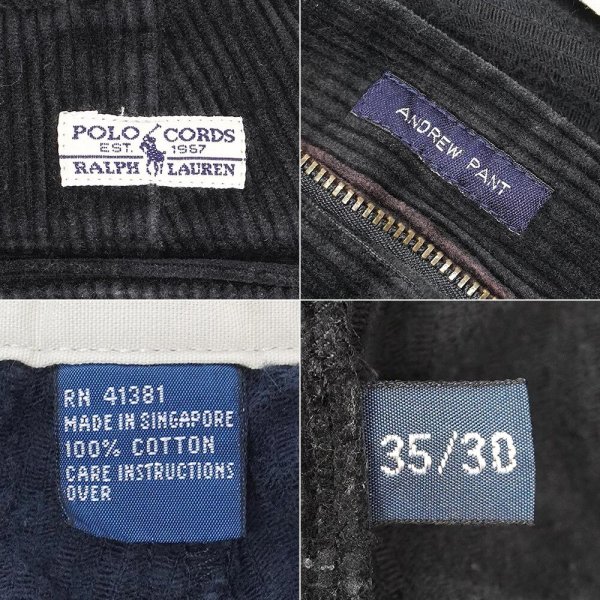 POLO CORDS
EST. 1967
RALPH LAUREN
ANDREW PANT
RN 41381
MADE IN SINGAPORE
100% COTTON
CARE INSTRUCTIONS
OVER
35/30